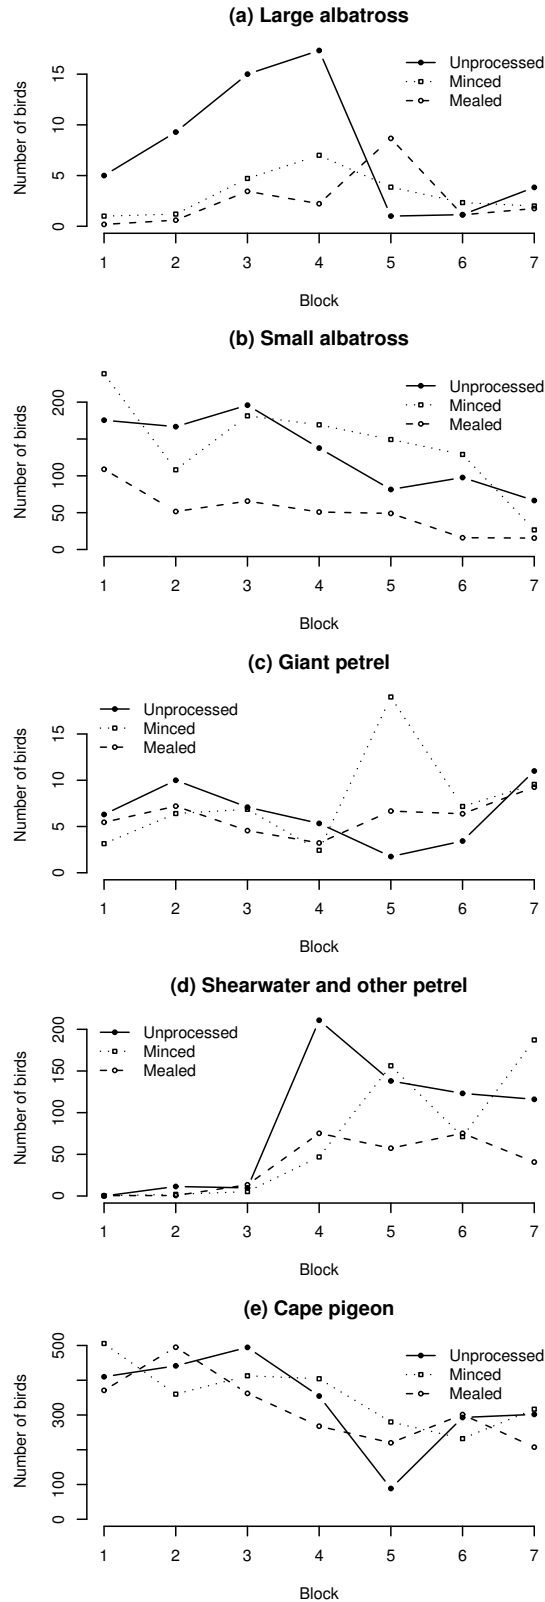 (a) Large albatross
Number of birds
0 5 10 15
Unprocessed
Minced
Mealed
1 2 3 4 5 6 7
Block
(b) Small albatross
Number of birds
0 50 100 200
Unprocessed
Minced
Mealed
1 2 3 4 5 6 7
Block
(c) Giant petrel
Number of birds
0 5 10 15
Unprocessed
Minced
Mealed
1 2 3 4 5 6 7
Block
(d) Shearwater and other petrel
Number of birds
0 50 100 150 200
Unprocessed
Minced
Mealed
1 2 3 4 5 6 7
Block
(e) Cape pigeon
Number of birds
0 100 300 500
Unprocessed
Minced
Mealed
1 2 3 4 5 6 7
Block